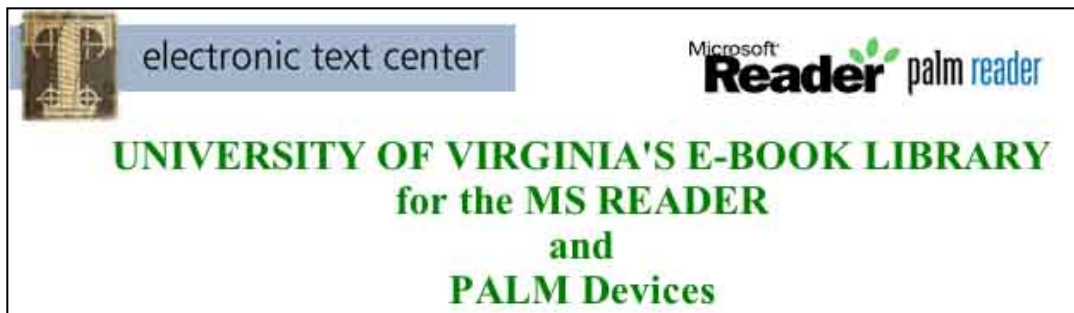 T electronic text center
Microsoft Reader palm reader
UNIVERSITY OF VIRGINIA'S E-BOOK LIBRARY
for the MS READER
and
PALM Devices